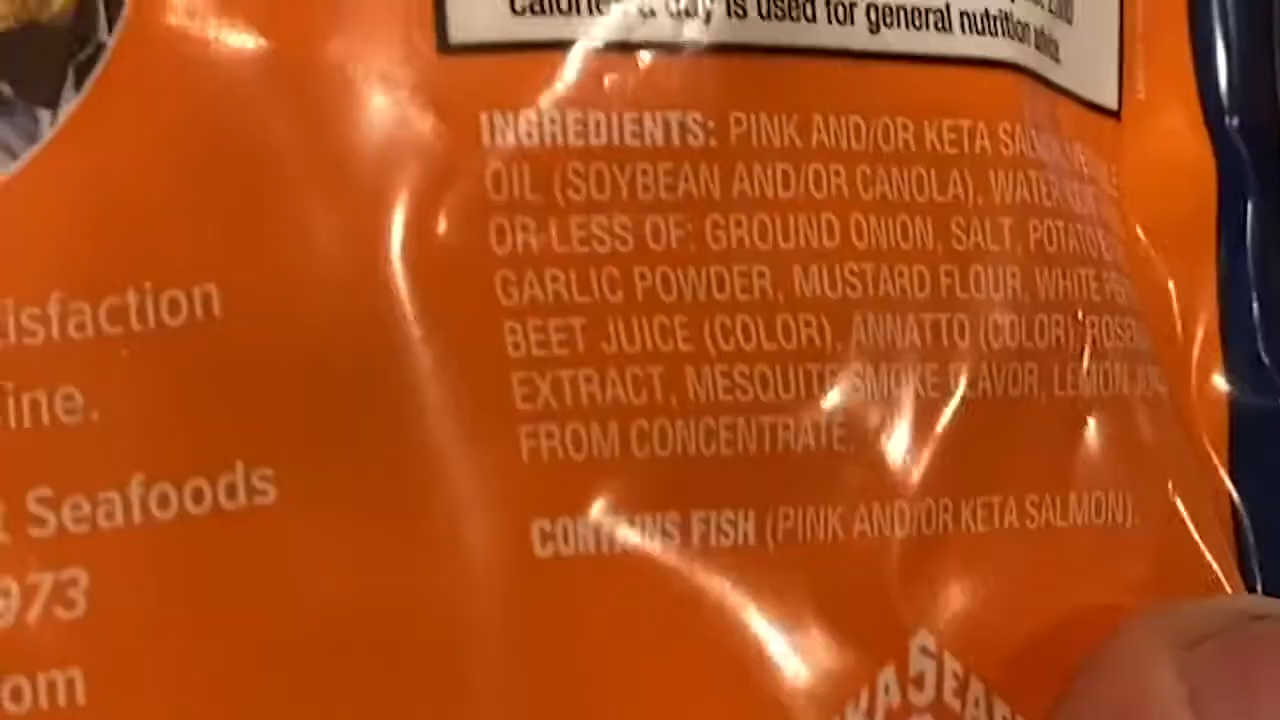 a day is used for general nutrition
INGREDIENTS: PINK AND/OR KETA
OIL (SOYBEAN AND/OR CANOLA), WATER
OR LESS OF: GROUND ONION, SALT,
GARLIC POWDER, MUSTARD FLOUR, WHITE
BEET JUICE (COLOR), ANNATTO (COLOR),
EXTRACT, MESQUITE SMOKE FLAVOR, LEMON
FROM CONCENTRATE.
CONTAINS FISH (PINK AND/OR KETA SALMON).
isfaction
ine.
Seafoods
973
om